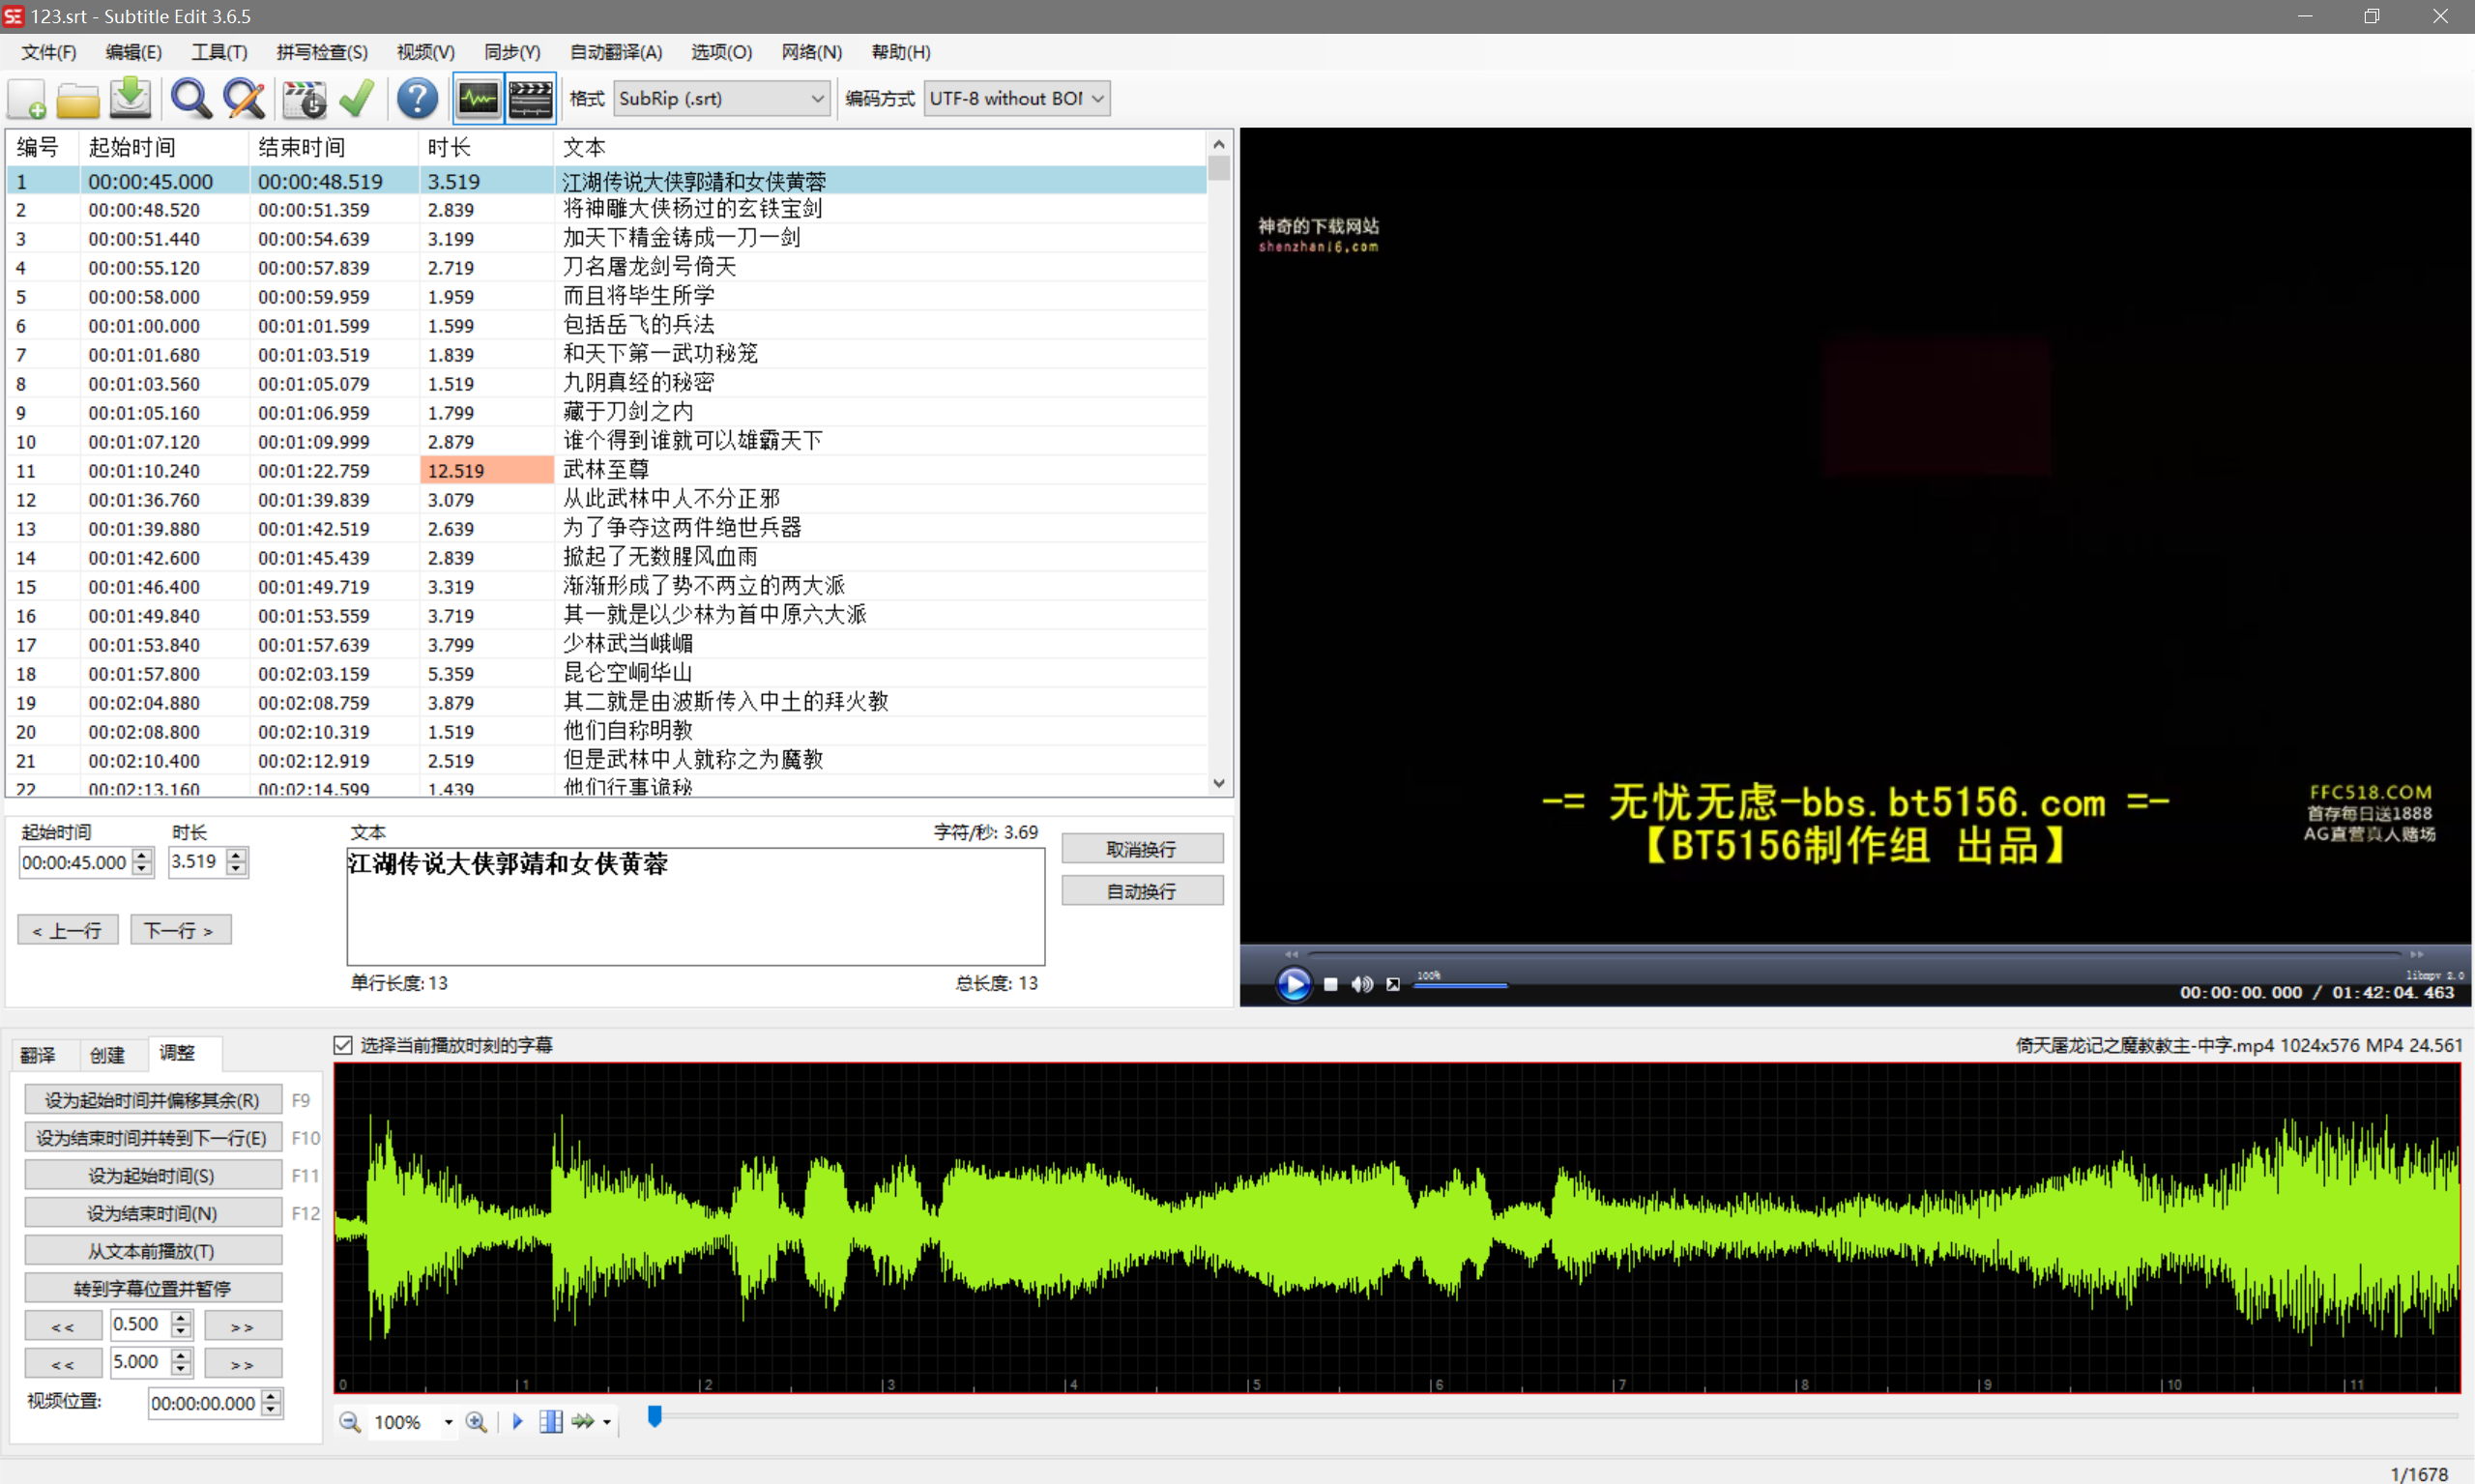 123.srt - Subtitle Edit 3.6.5
文件(F) 编辑(E) 工具(T) 拼写检查(S) 视频(V) 同步(Y) 自动翻译(A) 选项(O) 网络(N) 帮助(H)
格式 SubRip (.srt) 编码方式 UTF-8 without BO
编号 起始时间 结束时间 时长 文本
1 00:00:45.000 00:00:48.519 3.519 江湖传说大侠郭靖和女侠黄蓉
2 00:00:48.520 00:00:51.359 2.839 将神雕大侠杨过的玄铁宝剑
3 00:00:51.440 00:00:54.639 3.199 加天下精金铸成一刀一剑
4 00:00:55.120 00:00:57.839 2.719 刀名屠龙剑号倚天
5 00:00:58.000 00:00:59.959 1.959 而且将毕生所学
6 00:01:00.000 00:01:01.599 1.599 包括岳飞的兵法
7 00:01:01.680 00:01:03.519 1.839 和天下第一武功秘笼
8 00:01:03.560 00:01:05.079 1.519 九阴真经的秘密
9 00:01:05.160 00:01:06.959 1.799 藏于刀剑之内
10 00:01:07.120 00:01:09.999 2.879 谁个得到谁就可以雄霸天下
11 00:01:10.240 00:01:22.759 12.519 武林至尊
12 00:01:36.760 00:01:39.839 3.079 从此武林中人不分正邪
13 00:01:39.880 00:01:42.519 2.639 为了争夺这两件绝世兵器
14 00:01:42.600 00:01:45.439 2.839 掀起了无数腥风血雨
15 00:01:46.400 00:01:49.719 3.319 渐渐形成了势不两立的两大派
16 00:01:49.840 00:01:53.559 3.719 其一就是以少林为首中原六大派
17 00:01:53.840 00:01:57.639 3.799 少林武当峨嵋
18 00:01:57.800 00:02:03.159 5.359 昆仑空峒华山
19 00:02:04.880 00:02:08.759 3.879 其二就是由波斯传入中土的拜火教
20 00:02:08.800 00:02:10.319 1.519 他们自称明教
21 00:02:10.400 00:02:12.919 2.519 但是武林中人就称之为魔教
22 00:02:13.160 00:02:14.599 1.439 他们行事诡秘
神奇的下载网站
shenzhan16.com
-= 无忧无虑-bbs.bt5156.com =-
【BT5156制作组 出品】
FFC518.COM
首存每日送1888
AG直营真人赌场
100%
libmpv 2.0
00:00:00.000 / 01:42:04.463
起始时间 时长 文本 字符/秒: 3.69
00:00:45.000 3.519 江湖传说大侠郭靖和女侠黄蓉
取消换行
自动换行
< 上一行 下一行 >
单行长度: 13 总长度: 13
翻译 创建 调整
选择当前播放时刻的字幕 倚天屠龙记之魔教教主-中字.mp4 1024x576 MP4 24.561
设为起始时间并偏移其余(R) F9
设为结束时间并转到下一行(E) F10
设为起始时间(S) F11
设为结束时间(N) F12
从文本前播放(T)
转到字幕位置并暂停
<< 0.500 >>
<< 5.000 >>
视频位置: 00:00:00.000
0 1 2 3 4 5 6 7 8 9 10 11
100%
1/1678